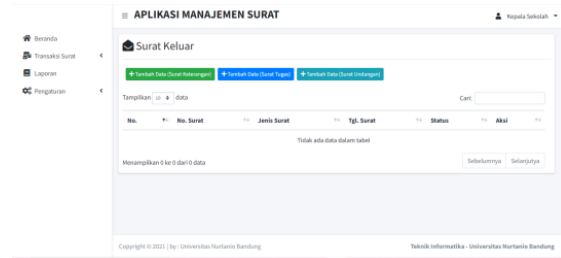 APLIKASI MANAJEMEN SURAT
Kepala Sekolah
Beranda
Transaksi Surat
Laporan
Pengaturan
Surat Keluar
+ Tambah Data (Surat Keterangan) + Tambah Data (Surat Tugas) + Tambah Data (Surat Undangan)
Tampilkan 10 data
Cari:
No. No. Surat Jenis Surat Tgl. Surat Status Aksi
Tidak ada data dalam tabel
Menampilkan 0 ke 0 dari 0 data
Sebelumnya Selanjutya
Copyright © 2021 | by : Universitas Nurtanio Bandung
Teknik Informatika - Universitas Nurtanio Bandung